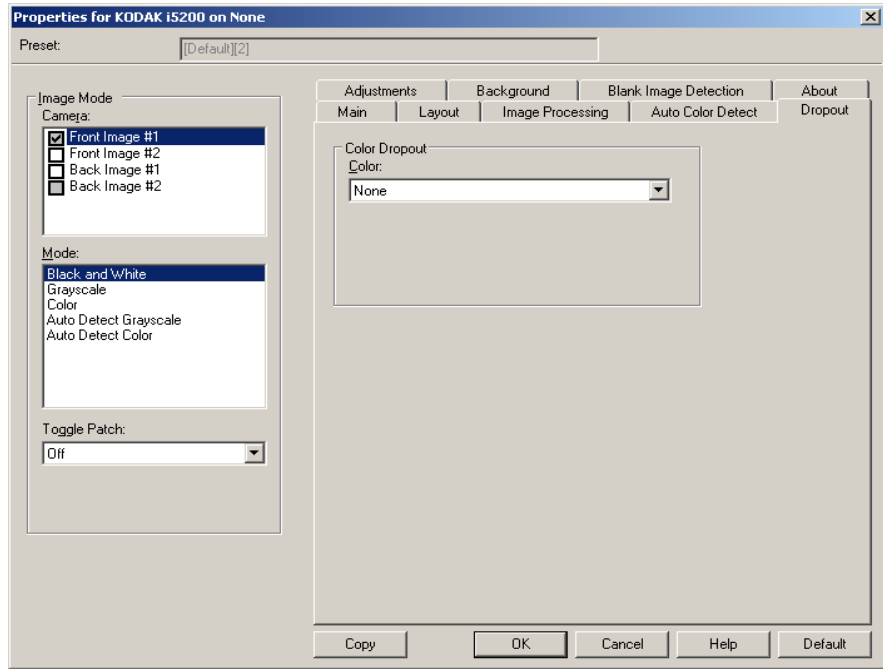 Properties for KODAK i5200 on None
Preset:
[Default][2]
Image Mode
Camera:
Front Image #1
Front Image #2
Back Image #1
Back Image #2
Mode:
Black and White
Grayscale
Color
Auto Detect Grayscale
Auto Detect Color
Toggle Patch:
Off
Adjustments Background Blank Image Detection About
Main Layout Image Processing Auto Color Detect Dropout
Color Dropout
Color:
None
Copy OK Cancel Help Default